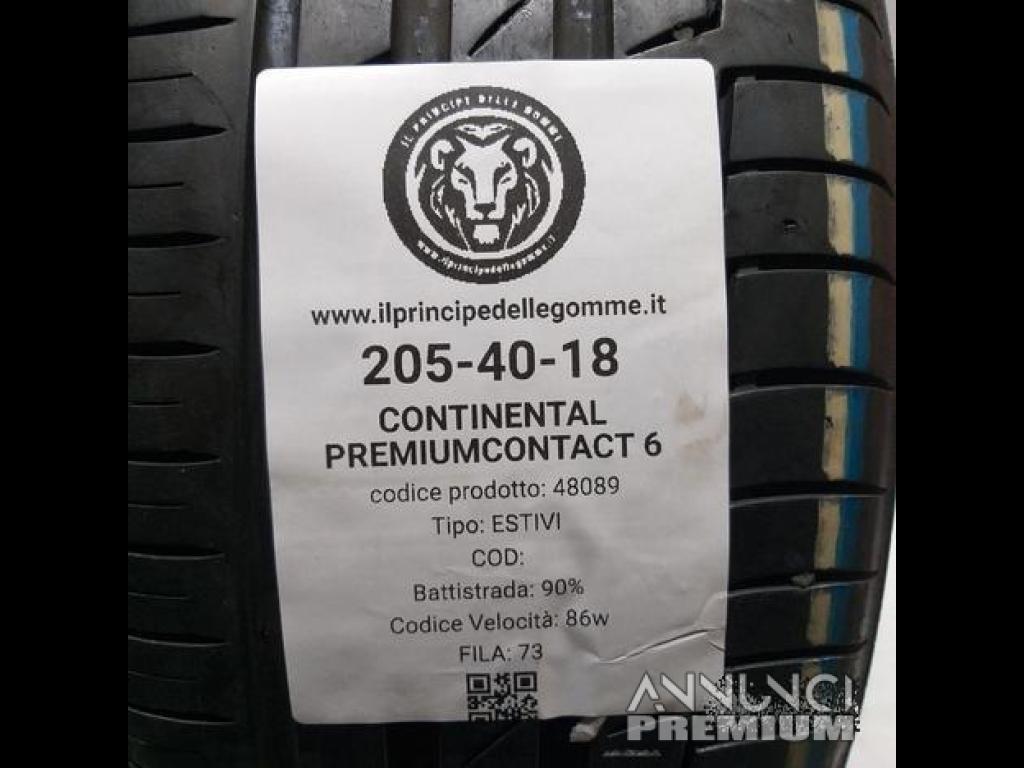 IL PRINCIPE DELLE GOMME
www.ilprincipedellegomme.it
www.ilprincipedellegomme.it
205-40-18
CONTINENTAL
PREMIUMCONTACT 6
codice prodotto: 48089
Tipo: ESTIVI
COD:
Battistrada: 90%
Codice Velocità: 86w
FILA: 73
ANNUNCI
PREMIUM